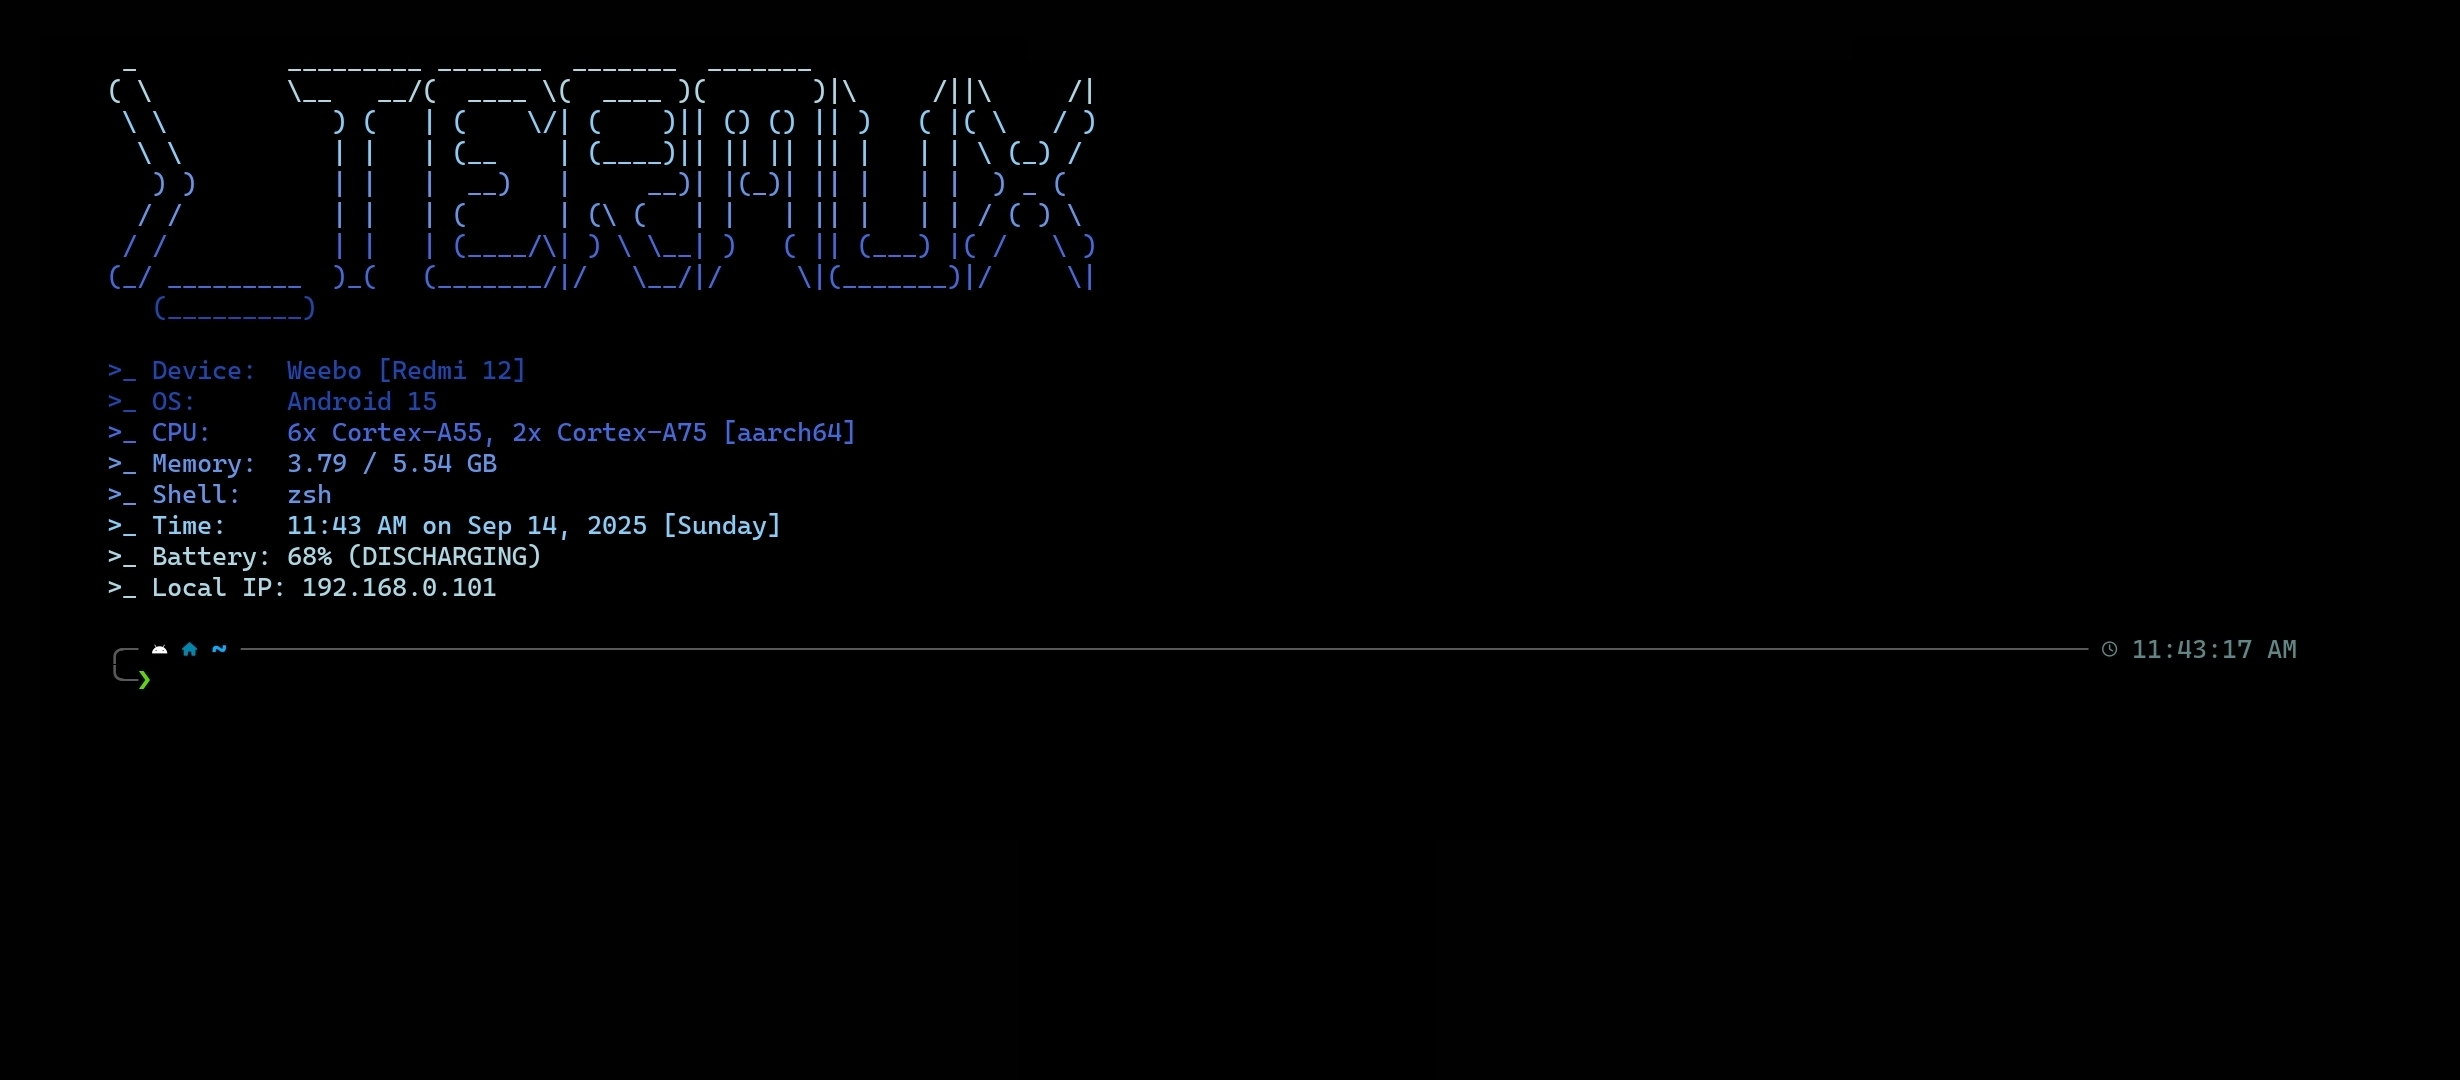 TERMUX
>_ Device:  Weebo [Redmi 12]
>_ OS:      Android 15
>_ CPU:     6x Cortex-A55, 2x Cortex-A75 [aarch64]
>_ Memory:  3.79 / 5.54 GB
>_ Shell:   zsh
>_ Time:    11:43 AM on Sep 14, 2025 [Sunday]
>_ Battery: 68% (DISCHARGING)
>_ Local IP: 192.168.0.101
~ 11:43:17 AM
❯